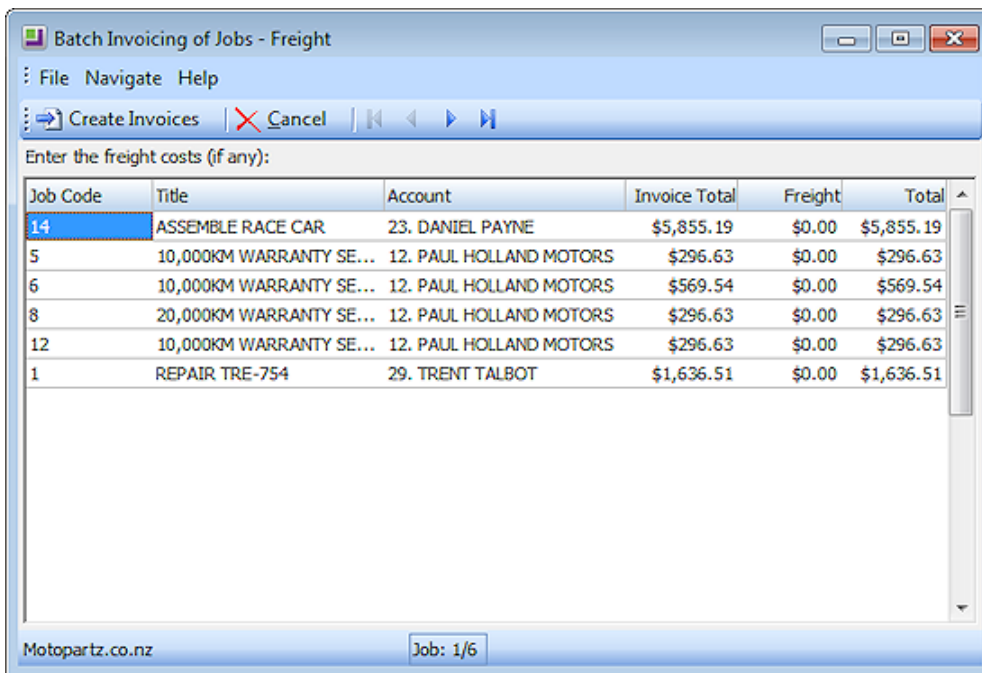 Batch Invoicing of Jobs - Freight
File Navigate Help
Create Invoices Cancel
Enter the freight costs (if any):
Job Code Title Account Invoice Total Freight Total
14 ASSEMBLE RACE CAR 23. DANIEL PAYNE $5,855.19 $0.00 $5,855.19
5 10,000KM WARRANTY SE... 12. PAUL HOLLAND MOTORS $296.63 $0.00 $296.63
6 10,000KM WARRANTY SE... 12. PAUL HOLLAND MOTORS $569.54 $0.00 $569.54
8 20,000KM WARRANTY SE... 12. PAUL HOLLAND MOTORS $296.63 $0.00 $296.63
12 10,000KM WARRANTY SE... 12. PAUL HOLLAND MOTORS $296.63 $0.00 $296.63
1 REPAIR TRE-754 29. TRENT TALBOT $1,636.51 $0.00 $1,636.51
Motopartz.co.nz Job: 1/6